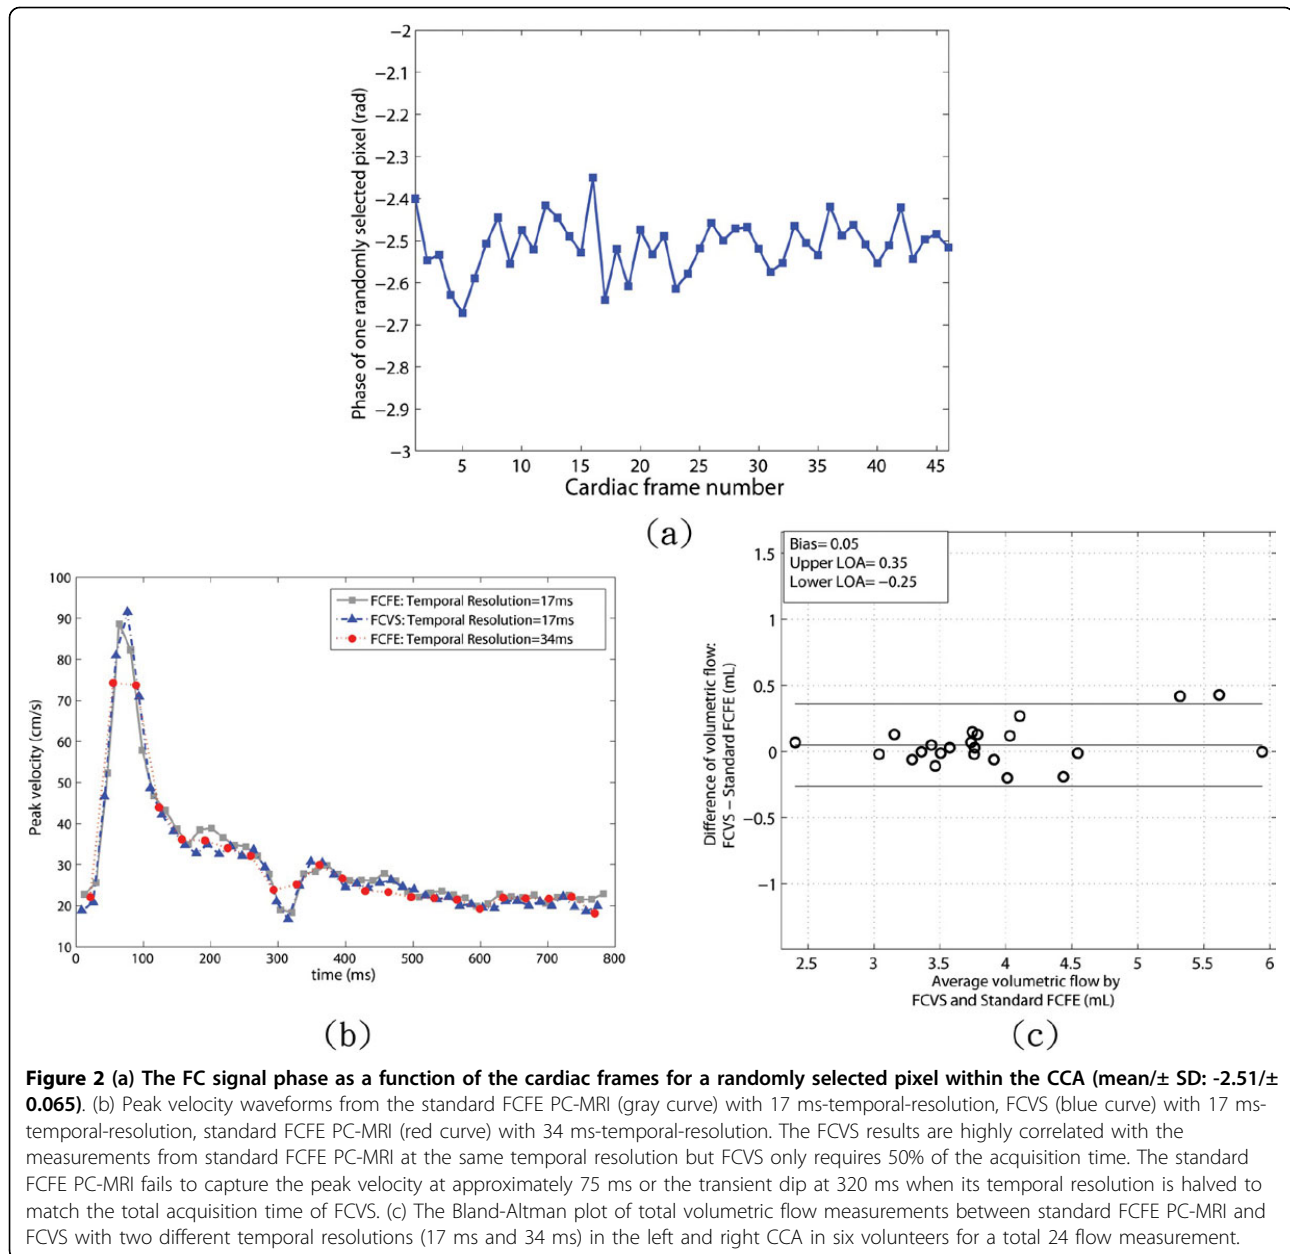 Phase of one randomly selected pixel (rad)
−2
−2.1
−2.2
−2.3
−2.4
−2.5
−2.6
−2.7
−2.8
−2.9
−3
5 10 15 20 25 30 35 40 45
Cardiac frame number
(a)
Peak velocity (cm/s)
100
90
80
70
60
50
40
30
20
10
0 100 200 300 400 500 600 700 800
time (ms)
FCFE: Temporal Resolution=17ms
FCVS: Temporal Resolution=17ms
FCFE: Temporal Resolution=34ms
(b)
Difference of volumetric flow:
FCVS − Standard FCFE (mL)
1.5
1
0.5
0
−0.5
−1
Bias= 0.05
Upper LOA= 0.35
Lower LOA= −0.25
2.5 3 3.5 4 4.5 5 5.5 6
Average volumetric flow by
FCVS and Standard FCFE (mL)
(c)
Figure 2 (a) The FC signal phase as a function of the cardiac frames for a randomly selected pixel within the CCA (mean/± SD: -2.51/±
0.065). (b) Peak velocity waveforms from the standard FCFE PC-MRI (gray curve) with 17 ms-temporal-resolution, FCVS (blue curve) with 17 ms-
temporal-resolution, standard FCFE PC-MRI (red curve) with 34 ms-temporal-resolution. The FCVS results are highly correlated with the
measurements from standard FCFE PC-MRI at the same temporal resolution but FCVS only requires 50% of the acquisition time. The standard
FCFE PC-MRI fails to capture the peak velocity at approximately 75 ms or the transient dip at 320 ms when its temporal resolution is halved to
match the total acquisition time of FCVS. (c) The Bland-Altman plot of total volumetric flow measurements between standard FCFE PC-MRI and
FCVS with two different temporal resolutions (17 ms and 34 ms) in the left and right CCA in six volunteers for a total 24 flow measurement.